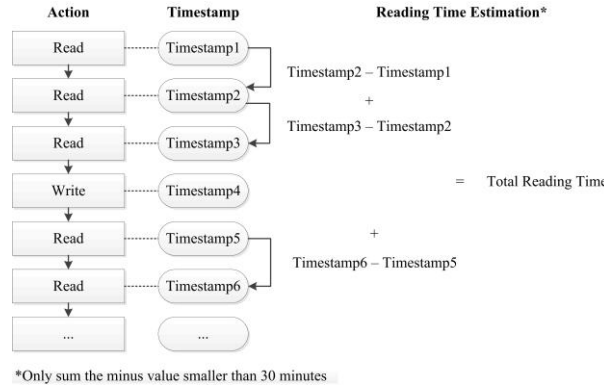 Action Timestamp Reading Time Estimation*
Read Timestamp1
Timestamp2 – Timestamp1
Read Timestamp2
+
Timestamp3 – Timestamp2
Read Timestamp3
Write Timestamp4
= Total Reading Time
Read Timestamp5
+
Timestamp6 – Timestamp5
Read Timestamp6
... ...
*Only sum the minus value smaller than 30 minutes